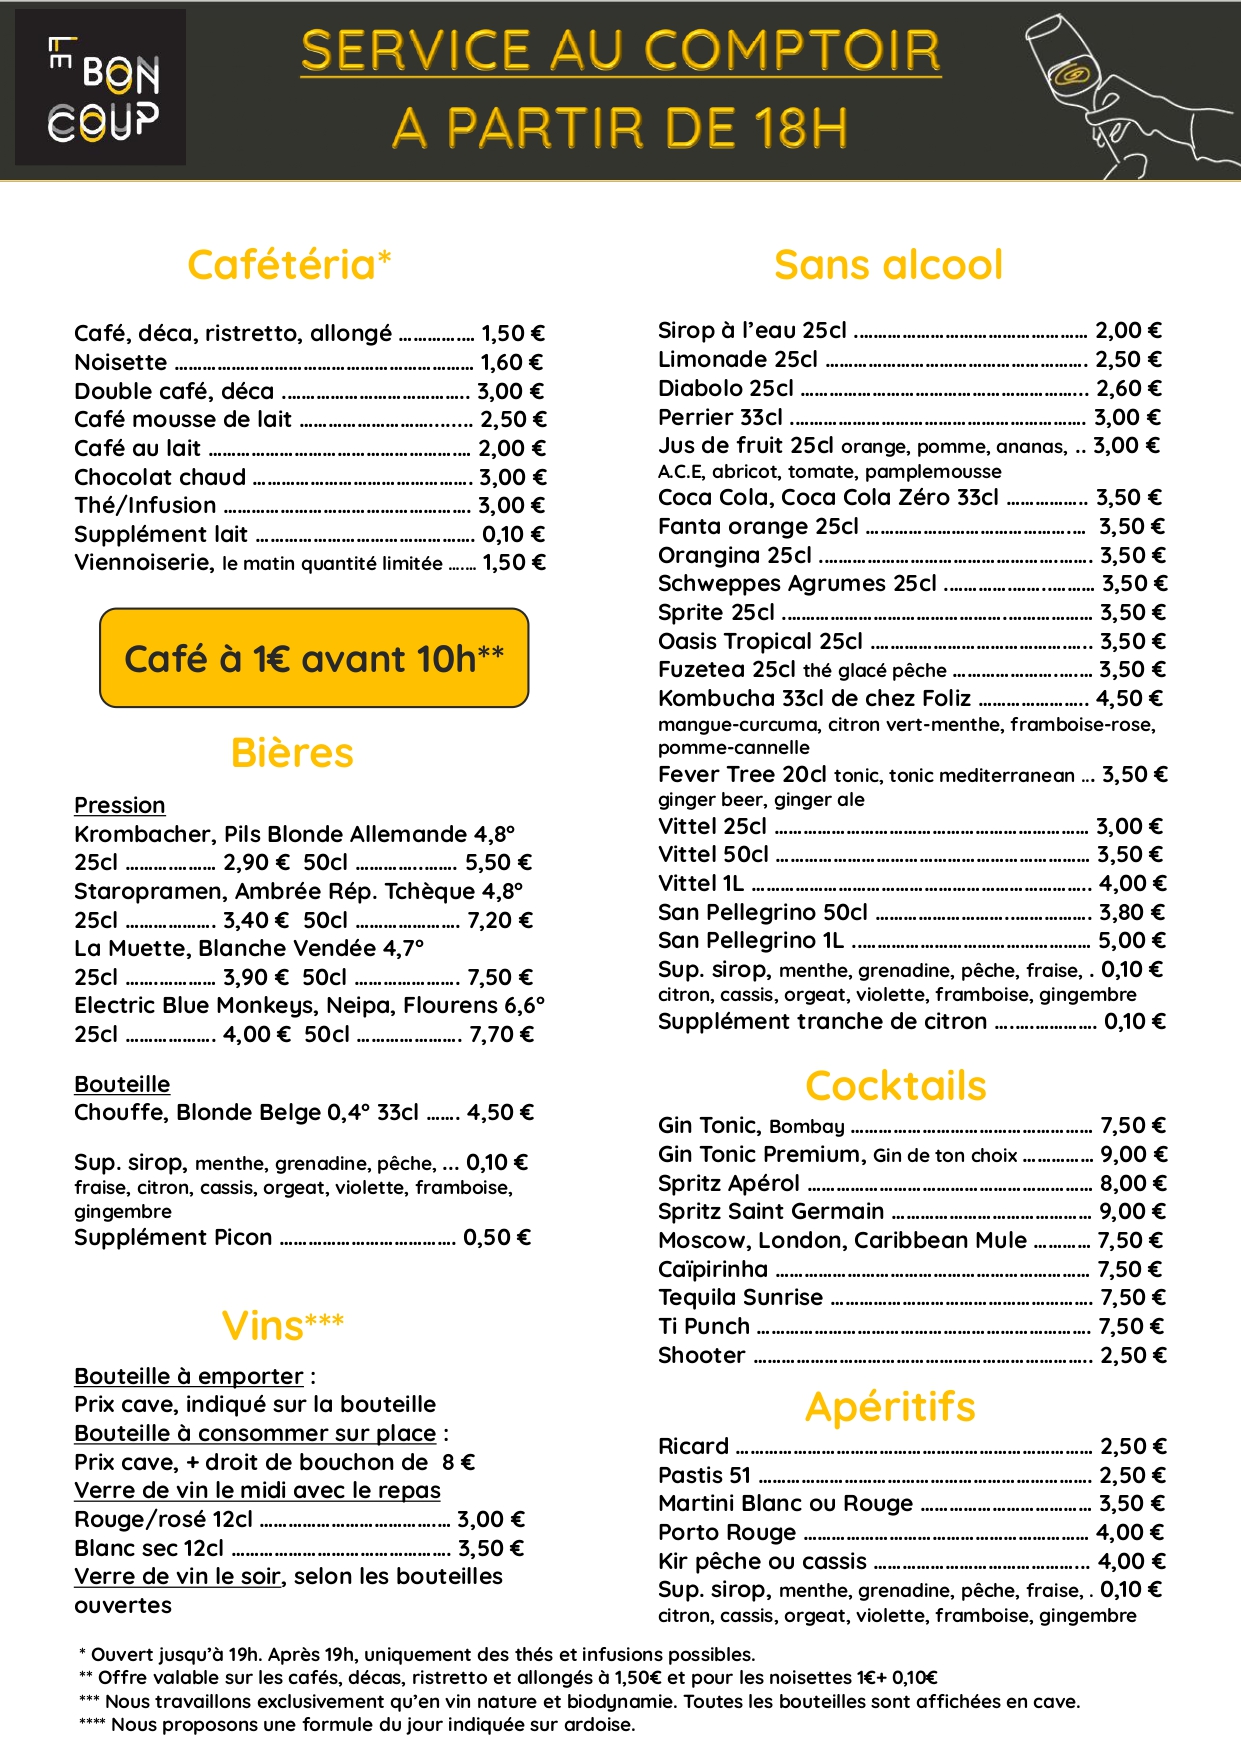 LE BON COUP
SERVICE AU COMPTOIR
A PARTIR DE 18H
Cafétéria*
Café, déca, ristretto, allongé ................ 1,50 €
Noisette ................ 1,60 €
Double café, déca ................ 3,00 €
Café mousse de lait ................ 2,50 €
Café au lait ................ 2,00 €
Chocolat chaud ................ 3,00 €
Thé/Infusion ................ 3,00 €
Supplément lait ................ 0,10 €
Viennoiserie, le matin quantité limitée ....... 1,50 €
Café à 1€ avant 10h**
Bières
Pression
Krombacher, Pils Blonde Allemande 4,8°
25cl ................ 2,90 € 50cl ................ 5,50 €
Staropramen, Ambrée Rép. Tchèque 4,8°
25cl ................ 3,40 € 50cl ................ 7,20 €
La Muette, Blanche Vendée 4,7°
25cl ................ 3,90 € 50cl ................ 7,50 €
Electric Blue Monkeys, Neipa, Flourens 6,6°
25cl ................ 4,00 € 50cl ................ 7,70 €
Bouteille
Chouffe, Blonde Belge 0,4° 33cl ....... 4,50 €
Sup. sirop, menthe, grenadine, pêche, ... 0,10 €
fraise, citron, cassis, orgeat, violette, framboise,
gingembre
Supplément Picon ................ 0,50 €
Vins***
Bouteille à emporter :
Prix cave, indiqué sur la bouteille
Bouteille à consommer sur place :
Prix cave, + droit de bouchon de 8 €
Verre de vin le midi avec le repas
Rouge/rosé 12cl ................ 3,00 €
Blanc sec 12cl ................ 3,50 €
Verre de vin le soir, selon les bouteilles
ouvertes
Sans alcool
Sirop à l’eau 25cl ................ 2,00 €
Limonade 25cl ................ 2,50 €
Diabolo 25cl ................ 2,60 €
Perrier 33cl ................ 3,00 €
Jus de fruit 25cl orange, pomme, ananas, .. 3,00 €
A.C.E, abricot, tomate, pamplemousse
Coca Cola, Coca Cola Zéro 33cl ................ 3,50 €
Fanta orange 25cl ................ 3,50 €
Orangina 25cl ................ 3,50 €
Schweppes Agrumes 25cl ................ 3,50 €
Sprite 25cl ................ 3,50 €
Oasis Tropical 25cl ................ 3,50 €
Fuzetea 25cl thé glacé pêche ................ 3,50 €
Kombucha 33cl de chez Foliz ................ 4,50 €
mangue-curcuma, citron vert-menthe, framboise-rose,
pomme-cannelle
Fever Tree 20cl tonic, tonic mediterranean ... 3,50 €
ginger beer, ginger ale
Vittel 25cl ................ 3,00 €
Vittel 50cl ................ 3,50 €
Vittel 1L ................ 4,00 €
San Pellegrino 50cl ................ 3,80 €
San Pellegrino 1L ................ 5,00 €
Sup. sirop, menthe, grenadine, pêche, fraise, . 0,10 €
citron, cassis, orgeat, violette, framboise, gingembre
Supplément tranche de citron ................ 0,10 €
Cocktails
Gin Tonic, Bombay ................ 7,50 €
Gin Tonic Premium, Gin de ton choix ................ 9,00 €
Spritz Apérol ................ 8,00 €
Spritz Saint Germain ................ 9,00 €
Moscow, London, Caribbean Mule ............ 7,50 €
Caïpirinha ................ 7,50 €
Tequila Sunrise ................ 7,50 €
Ti Punch ................ 7,50 €
Shooter ................ 2,50 €
Apéritifs
Ricard ................ 2,50 €
Pastis 51 ................ 2,50 €
Martini Blanc ou Rouge ................ 3,50 €
Porto Rouge ................ 4,00 €
Kir pêche ou cassis ................ 4,00 €
Sup. sirop, menthe, grenadine, pêche, fraise, . 0,10 €
citron, cassis, orgeat, violette, framboise, gingembre
* Ouvert jusqu’à 19h. Après 19h, uniquement des thés et infusions possibles.
** Offre valable sur les cafés, décas, ristretto et allongés à 1,50€ et pour les noisettes 1€+ 0,10€
*** Nous travaillons exclusivement qu’en vin nature et biodynamie. Toutes les bouteilles sont affichées en cave.
**** Nous proposons une formule du jour indiquée sur ardoise.